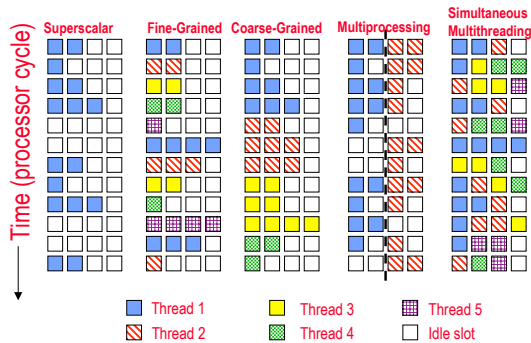 Superscalar
Fine-Grained
Coarse-Grained
Multiprocessing
Simultaneous
Multithreading
Time (processor cycle)
Thread 1
Thread 3
Thread 5
Thread 2
Thread 4
Idle slot